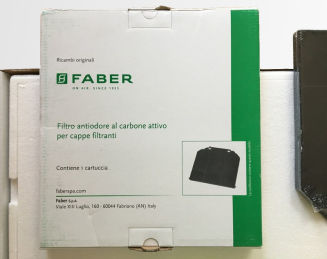 Ricambi originali
FABER
ON AIR. SINCE 1955
Filtro antiodore al carbone attivo
per cappe filtranti
Contiene 1 cartuccia
faberspa.com
Faber S.p.A.
Viale XIII Luglio, 160 - 60044 Fabriano (AN) Italy